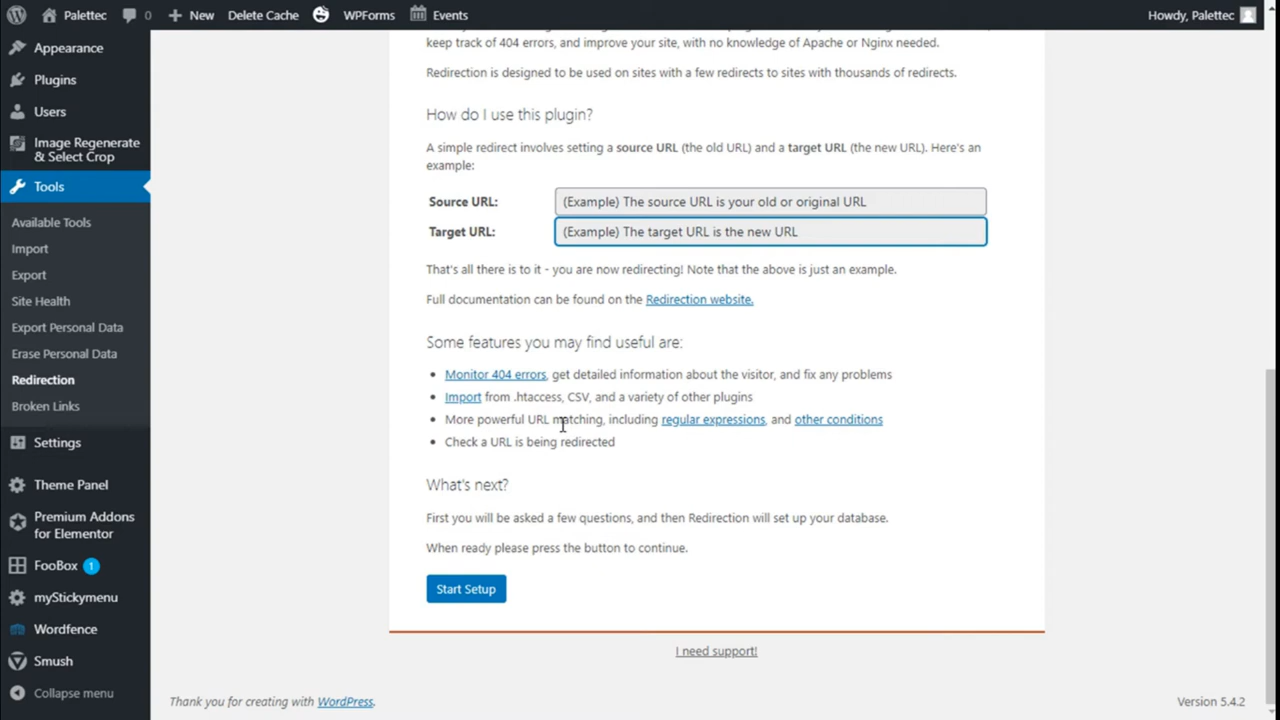 Palettec
0
New
Delete Cache
WPForms
Events
Howdy, Palettec
Appearance
Plugins
Users
Image Regenerate
& Select Crop
Tools
Available Tools
Import
Export
Site Health
Export Personal Data
Erase Personal Data
Redirection
Broken Links
Settings
Theme Panel
Premium Addons
for Elementor
FooBox 1
myStickymenu
Wordfence
Smush
Collapse menu
keep track of 404 errors, and improve your site, with no knowledge of Apache or Nginx needed.
Redirection is designed to be used on sites with a few redirects to sites with thousands of redirects.
How do I use this plugin?
A simple redirect involves setting a source URL (the old URL) and a target URL (the new URL). Here's an
example:
Source URL: (Example) The source URL is your old or original URL
Target URL: (Example) The target URL is the new URL
That's all there is to it - you are now redirecting! Note that the above is just an example.
Full documentation can be found on the Redirection website.
Some features you may find useful are:
• Monitor 404 errors, get detailed information about the visitor, and fix any problems
• Import from .htaccess, CSV, and a variety of other plugins
• More powerful URL matching, including regular expressions, and other conditions
• Check a URL is being redirected
What's next?
First you will be asked a few questions, and then Redirection will set up your database.
When ready please press the button to continue.
Start Setup
I need support!
Thank you for creating with WordPress.
Version 5.4.2